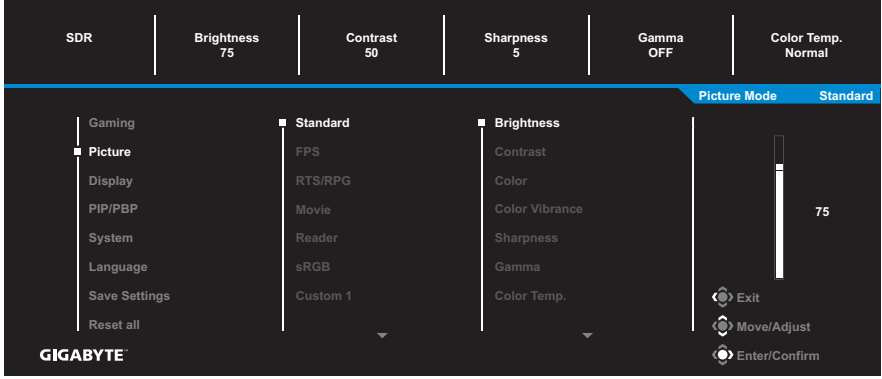 SDR
Brightness
75
Contrast
50
Sharpness
5
Gamma
OFF
Color Temp.
Normal
Picture Mode Standard
Gaming
Picture
Display
PIP/PBP
System
Language
Save Settings
Reset all
Standard
FPS
RTS/RPG
Movie
Reader
sRGB
Custom 1
Brightness
Contrast
Color
Color Vibrance
Sharpness
Gamma
Color Temp.
75
Exit
Move/Adjust
Enter/Confirm
GIGABYTE™